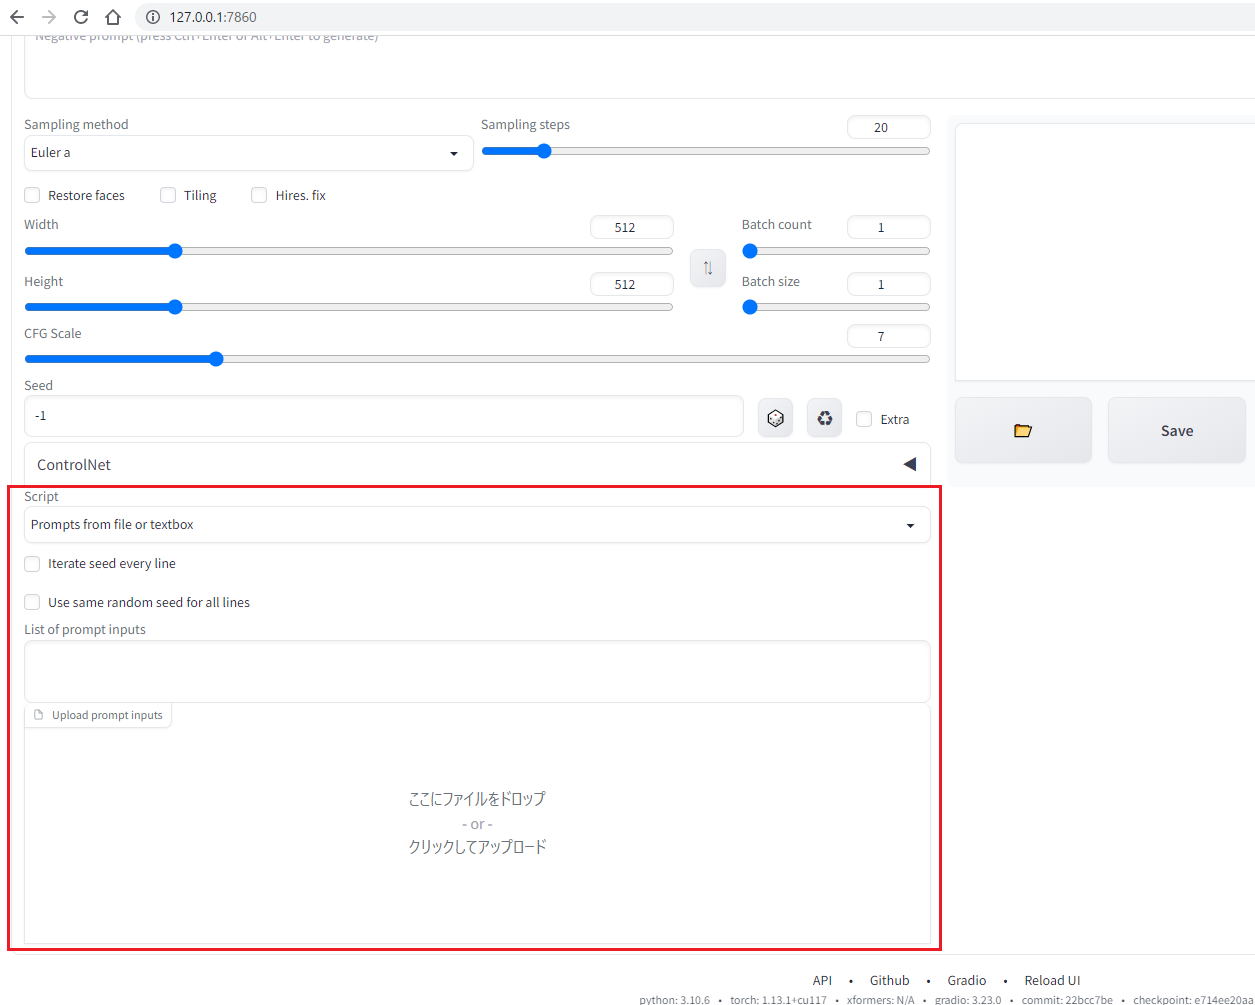 127.0.0.1:7860
Negative prompt (press Ctrl+Enter or Alt+Enter to generate)
Sampling method
Euler a
Sampling steps
20
Restore faces
Tiling
Hires. fix
Width
512
Batch count
1
Height
512
Batch size
1
CFG Scale
7
Seed
-1
Extra
Save
ControlNet
Script
Prompts from file or textbox
Iterate seed every line
Use same random seed for all lines
List of prompt inputs
Upload prompt inputs
ここにファイルをドロップ
- or -
クリックしてアップロード
API • Github • Gradio • Reload UI
python: 3.10.6 • torch: 1.13.1+cu117 • xformers: N/A • gradio: 3.23.0 • commit: 22bcc7be • checkpoint: e714ee20aa